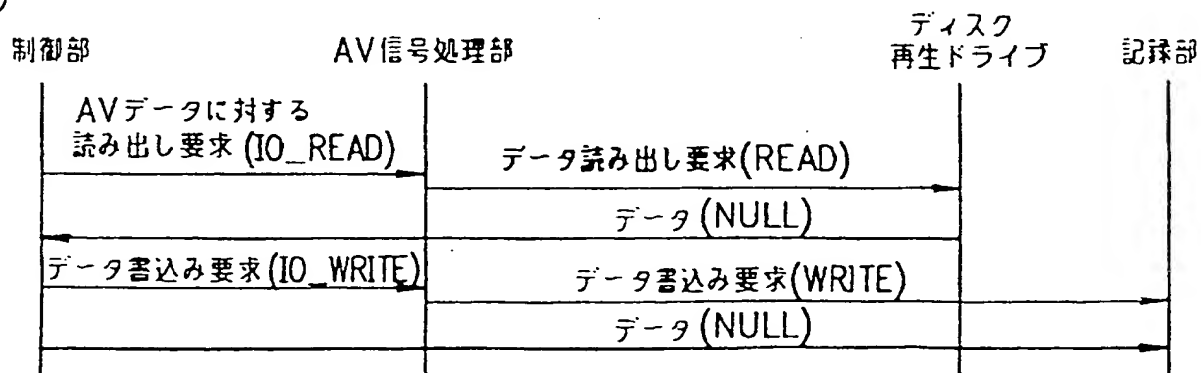 制御部
AV信号処理部
ディスク
再生ドライブ
記録部
AVデータに対する
読み出し要求(IO_READ)
データ読み出し要求(READ)
データ(NULL)
データ書込み要求(IO_WRITE)
データ書込み要求(WRITE)
データ(NULL)